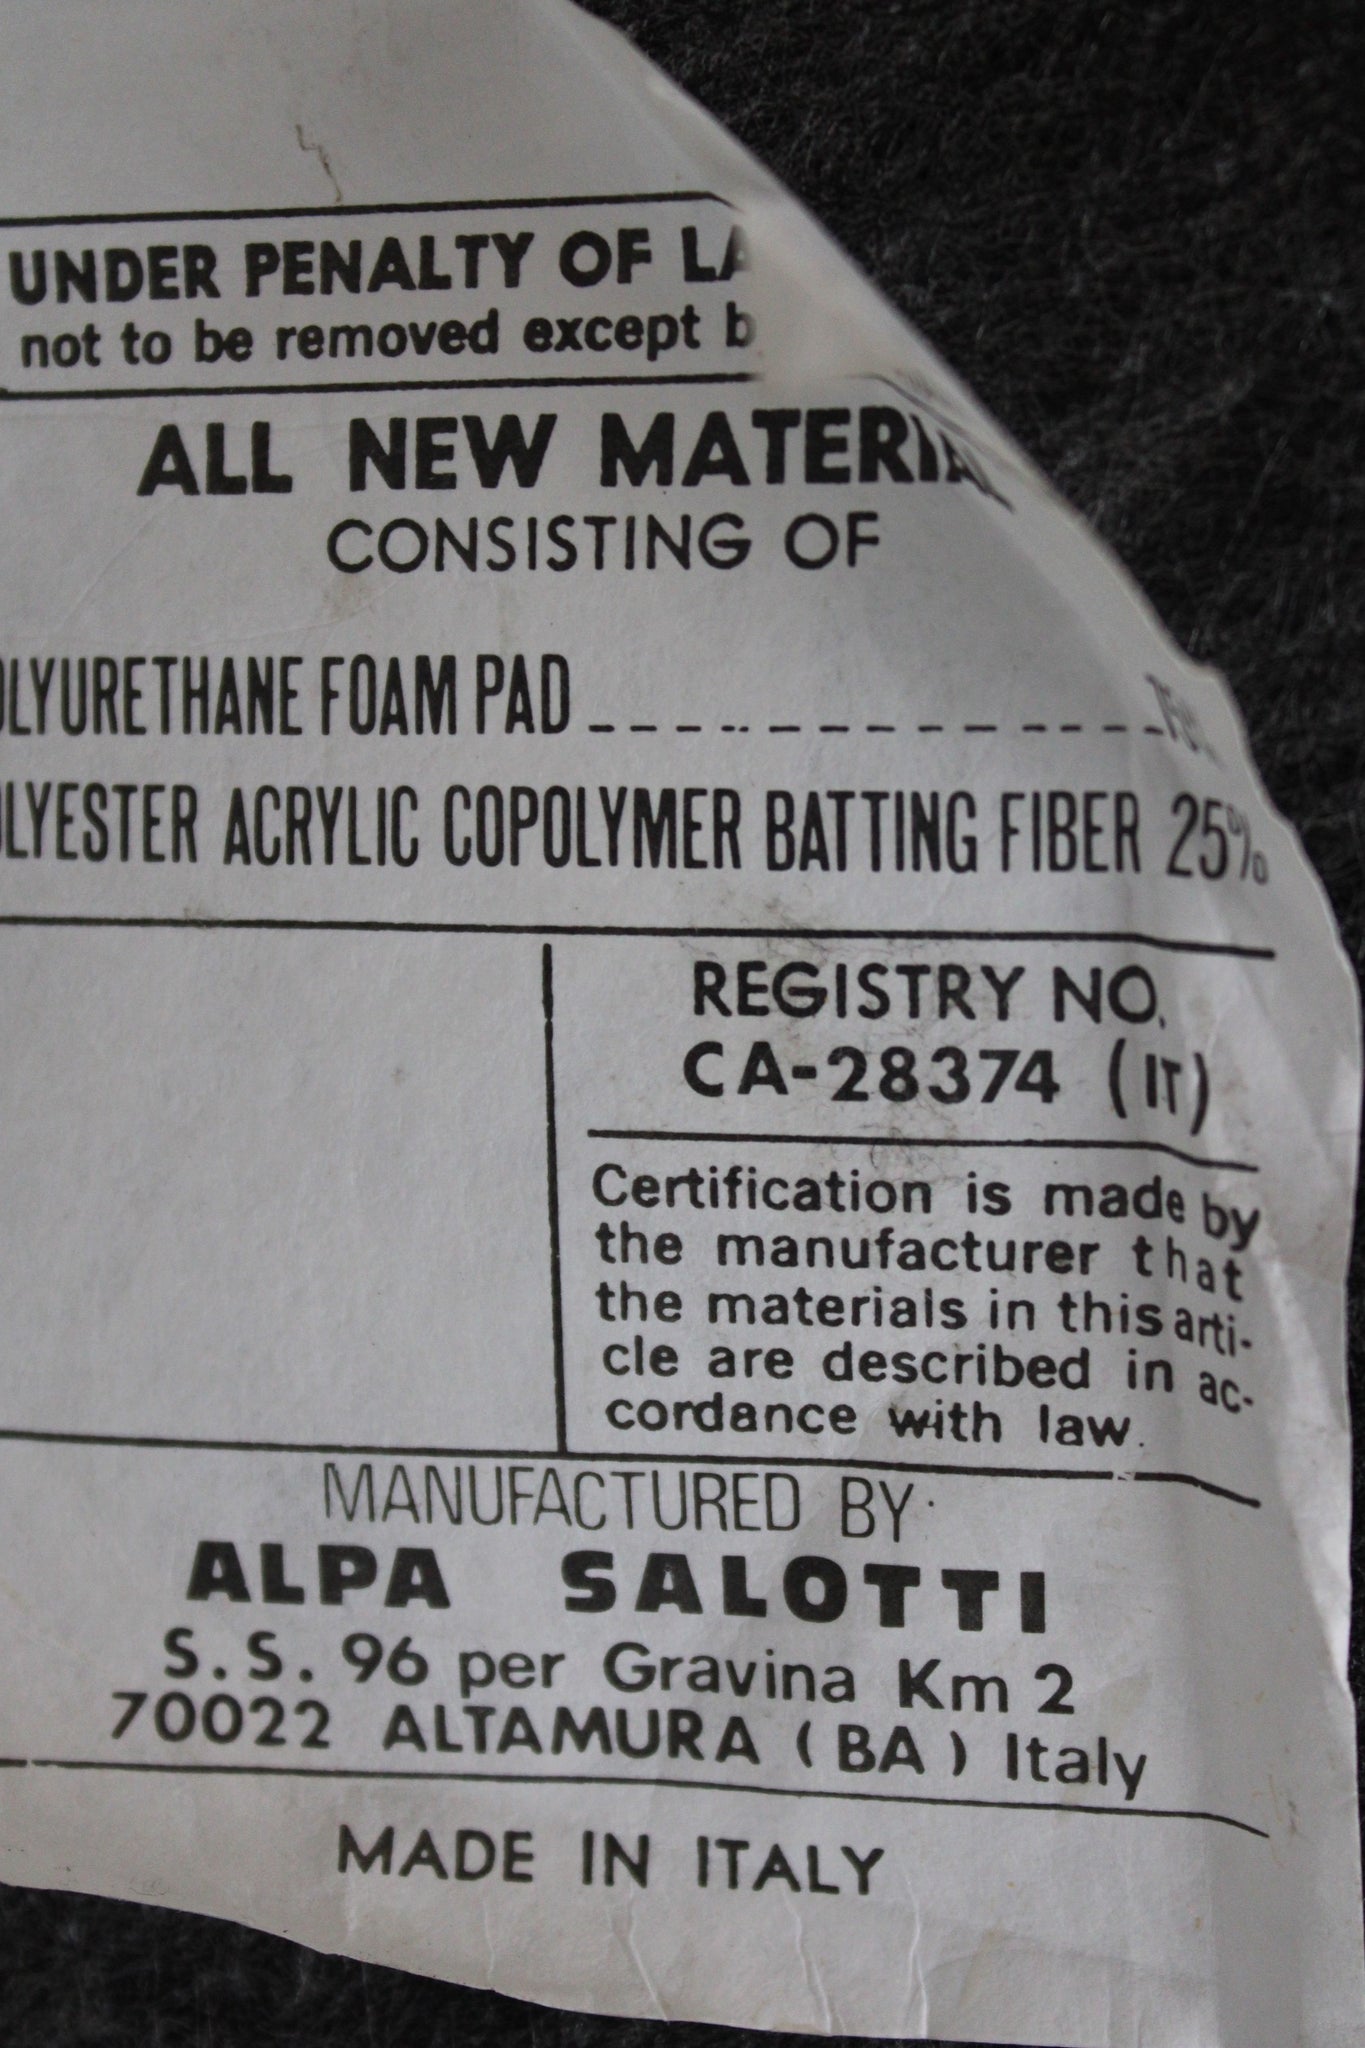 UNDER PENALTY OF LA
not to be removed except b
ALL NEW MATERIAL
CONSISTING OF
OLYURETHANE FOAM PAD
OLYESTER ACRYLIC COPOLYMER BATTING FIBER 25%
REGISTRY NO.
CA-28374 (IT)
Certification is made by
the manufacturer that
the materials in this arti-
cle are described in ac-
cordance with law.
MANUFACTURED BY
ALPA SALOTTI
S.S. 96 per Gravina Km 2
70022 ALTAMURA (BA) Italy
MADE IN ITALY